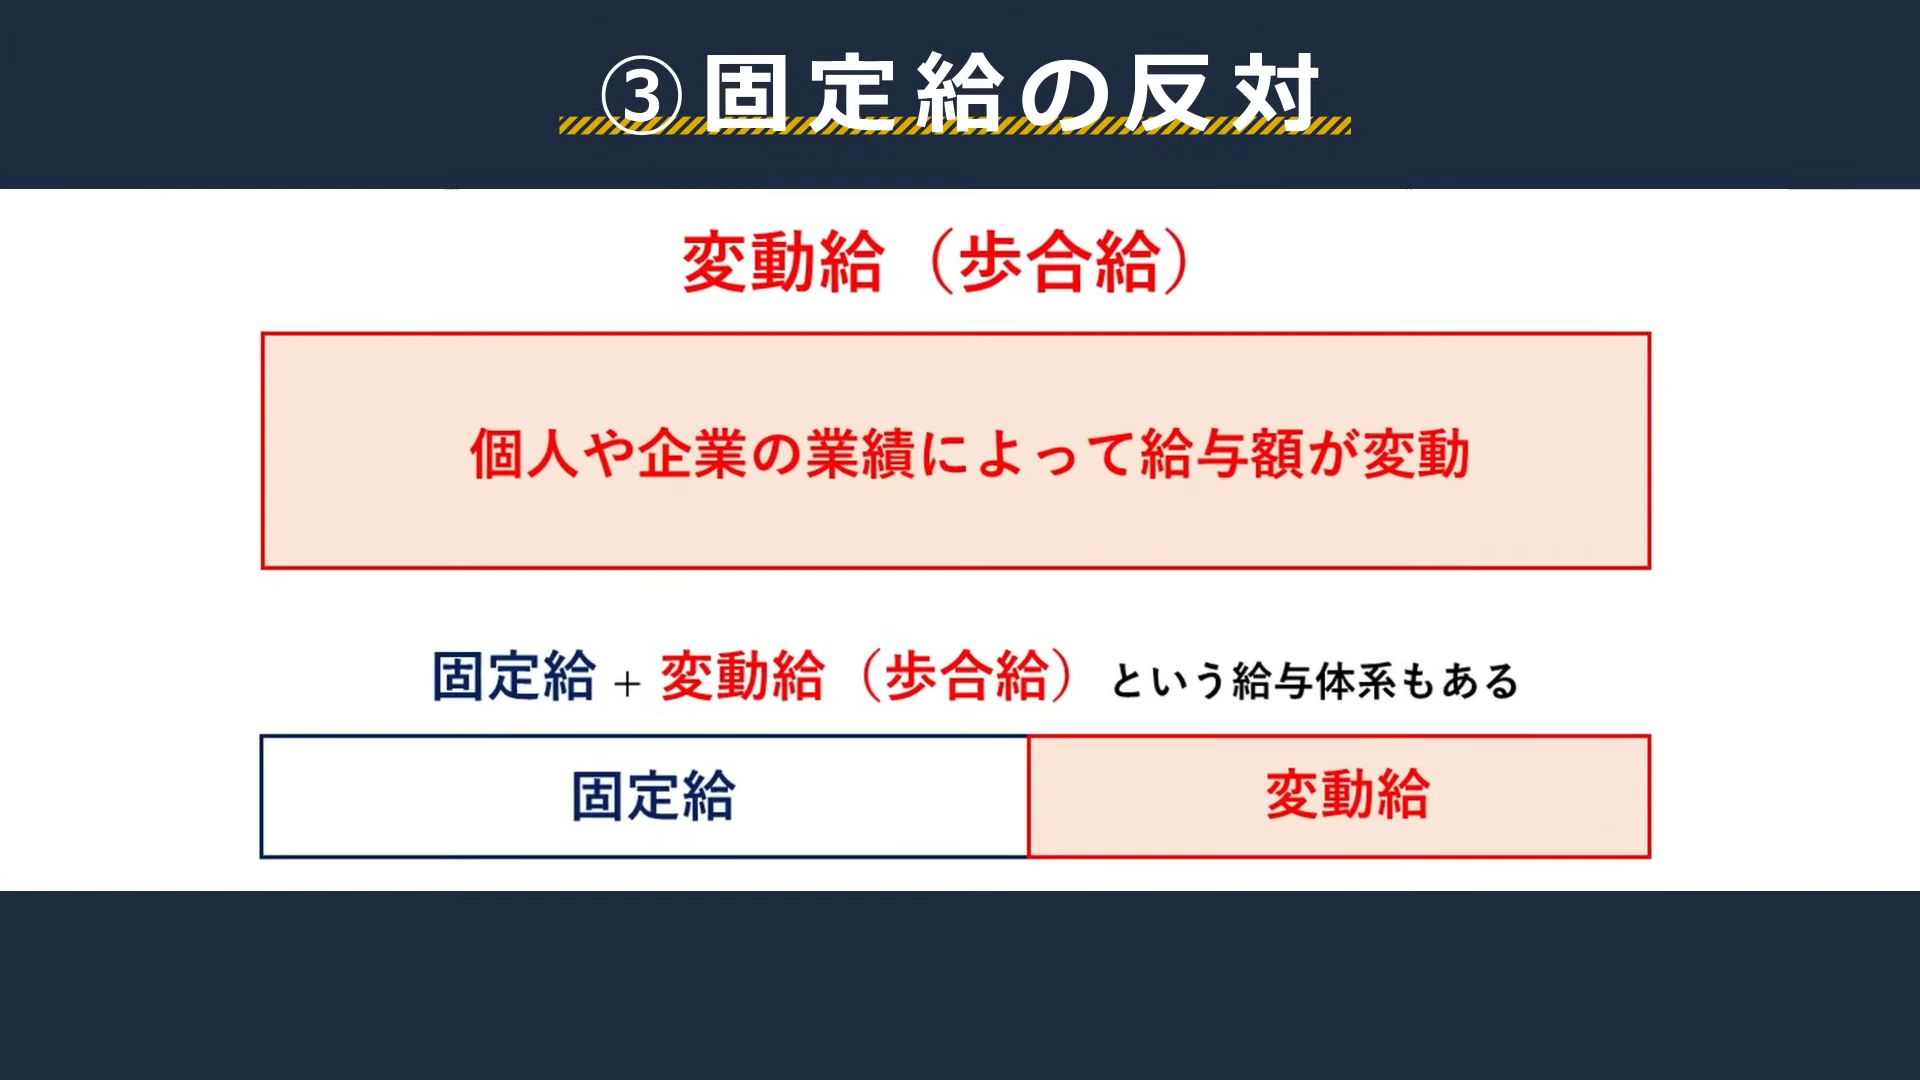 ③固定給の反対
変動給（歩合給）
個人や企業の業績によって給与額が変動
固定給 + 変動給（歩合給） という給与体系もある
固定給
変動給